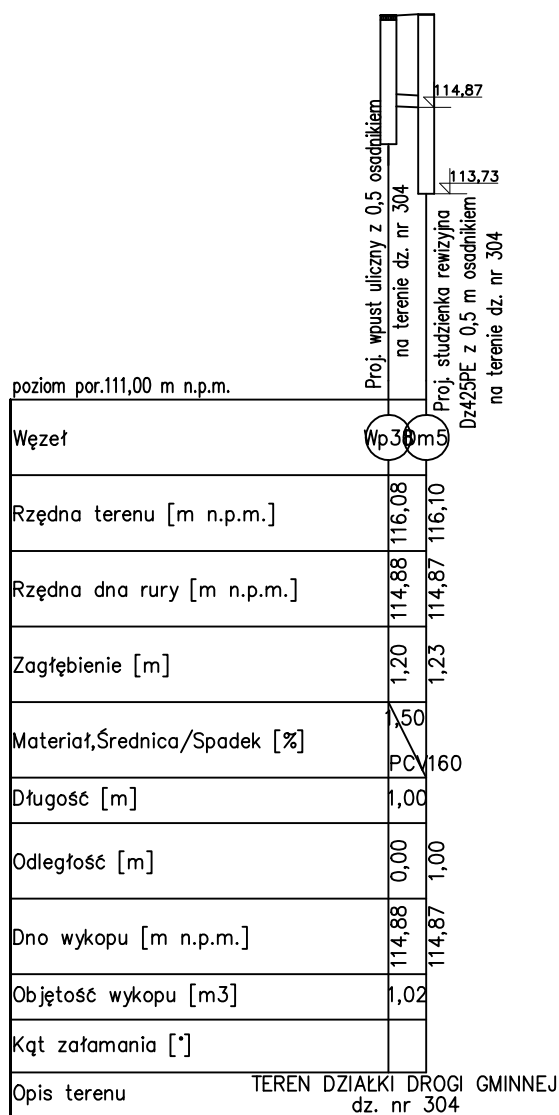 114,87
113,73
Proj. wpust uliczny z 0,5 osadnikiem
na terenie dz. nr 304
Proj. studzienka rewizyjna
Dz425PE z 0,5 m osadnikiem
na terenie dz. nr 304
poziom por.111,00 m n.p.m.
Węzeł
Dm5
Rzędna terenu [m n.p.m.]
116,08
116,10
Rzędna dna rury [m n.p.m.]
114,88
114,87
Zagłębienie [m]
1,20
1,23
Materiał,Średnica/Spadek [%]
1,50
PCV160
Długość [m]
1,00
Odległość [m]
0,00
1,00
Dno wykopu [m n.p.m.]
114,88
114,87
Objętość wykopu [m3]
1,02
Kąt załamania [°]
Opis terenu
TEREN DZIAŁKI DROGI GMINNEJ
dz. nr 304